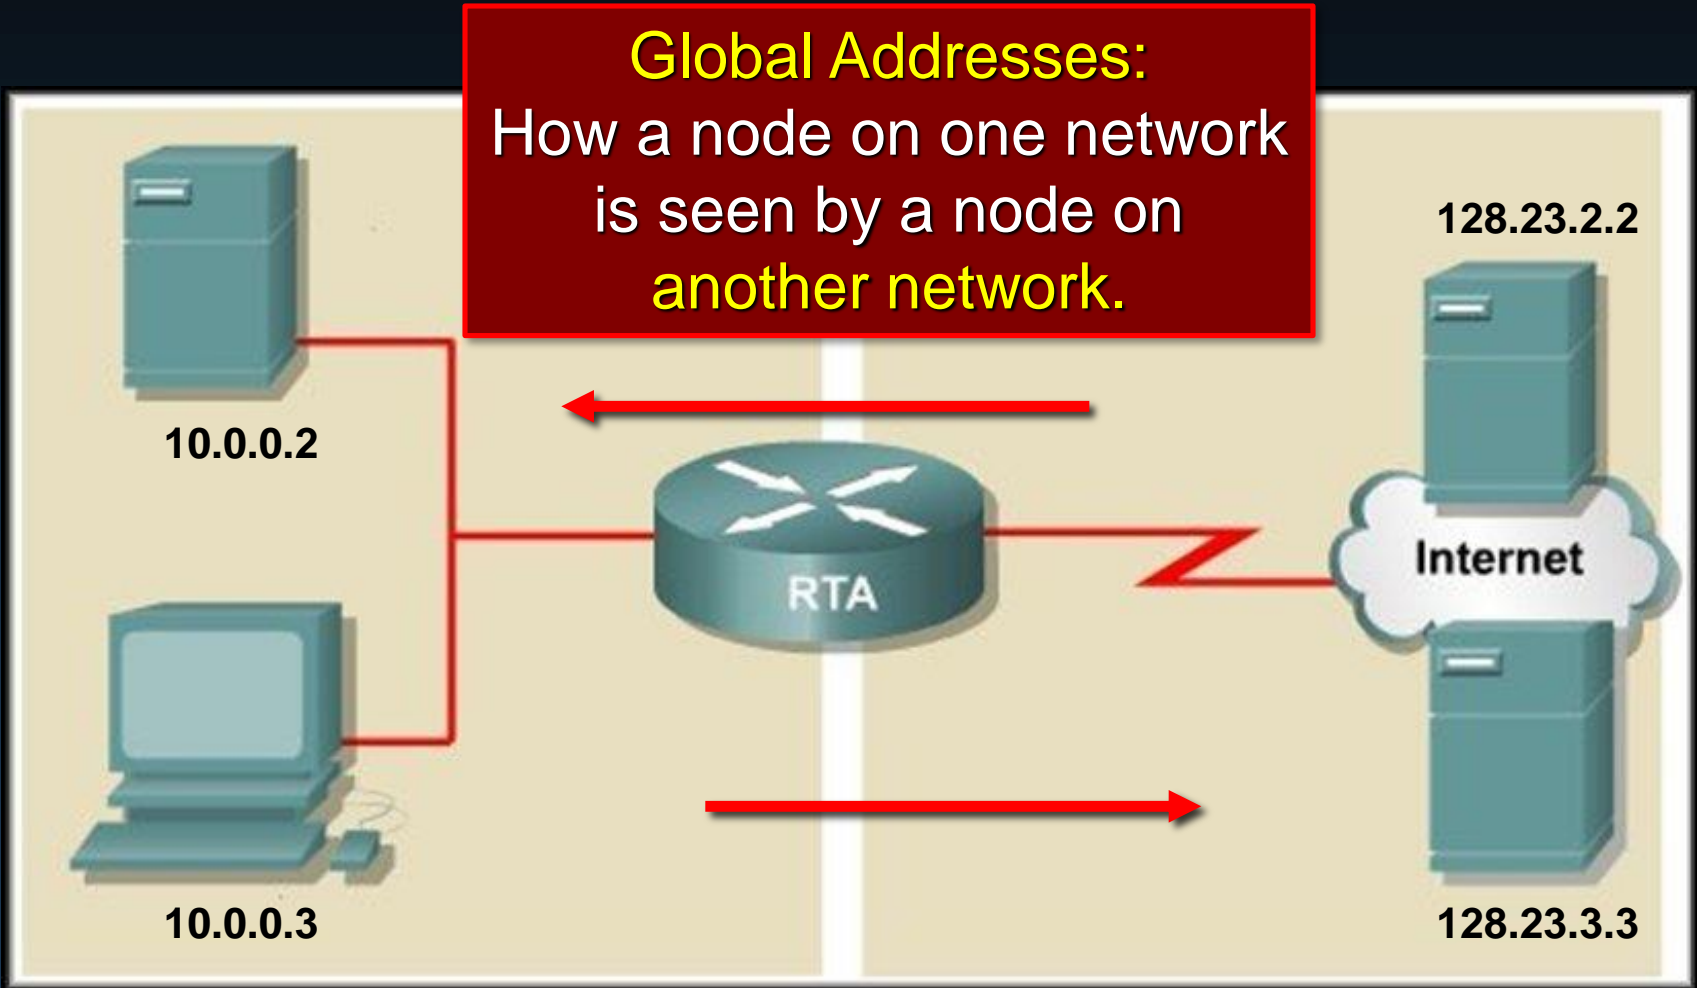 Global Addresses:
How a node on one network
is seen by a node on
another network.
128.23.2.2
10.0.0.2
Internet
RTA
10.0.0.3
128.23.3.3